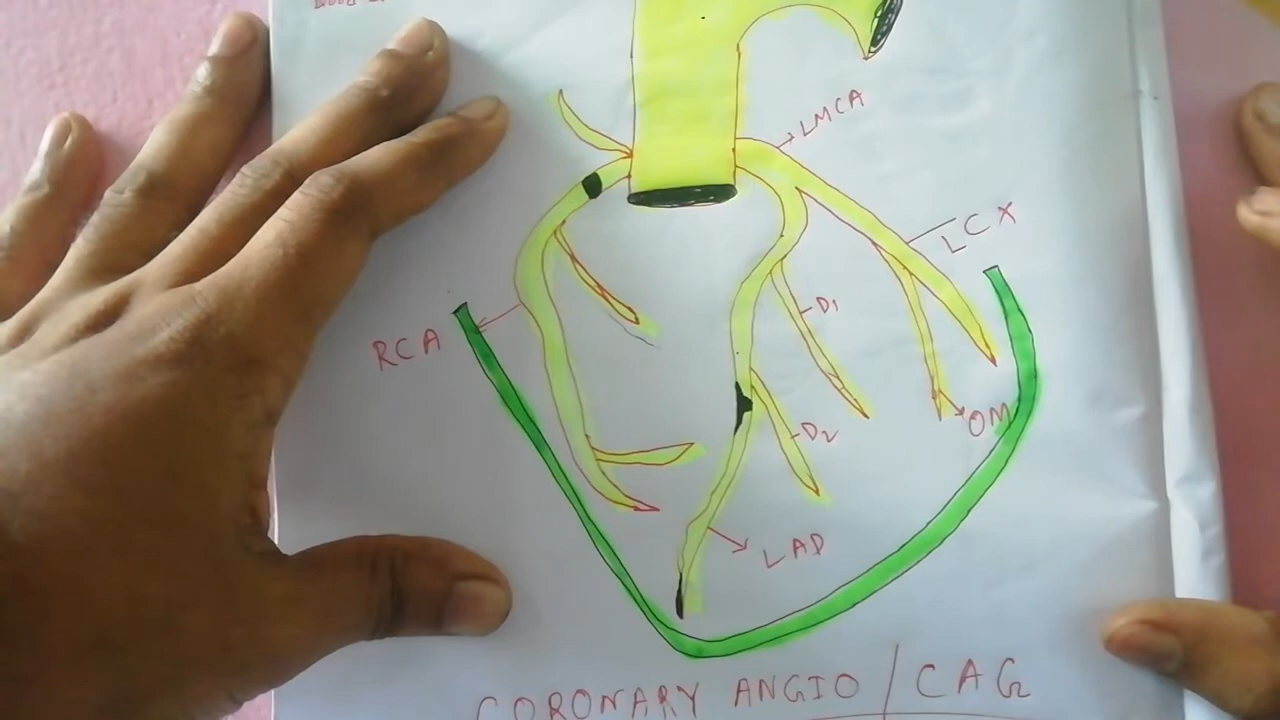 LMCA
LCX
RCA
D1
OM
D2
LAD
CORONARY ANGIO / CAG